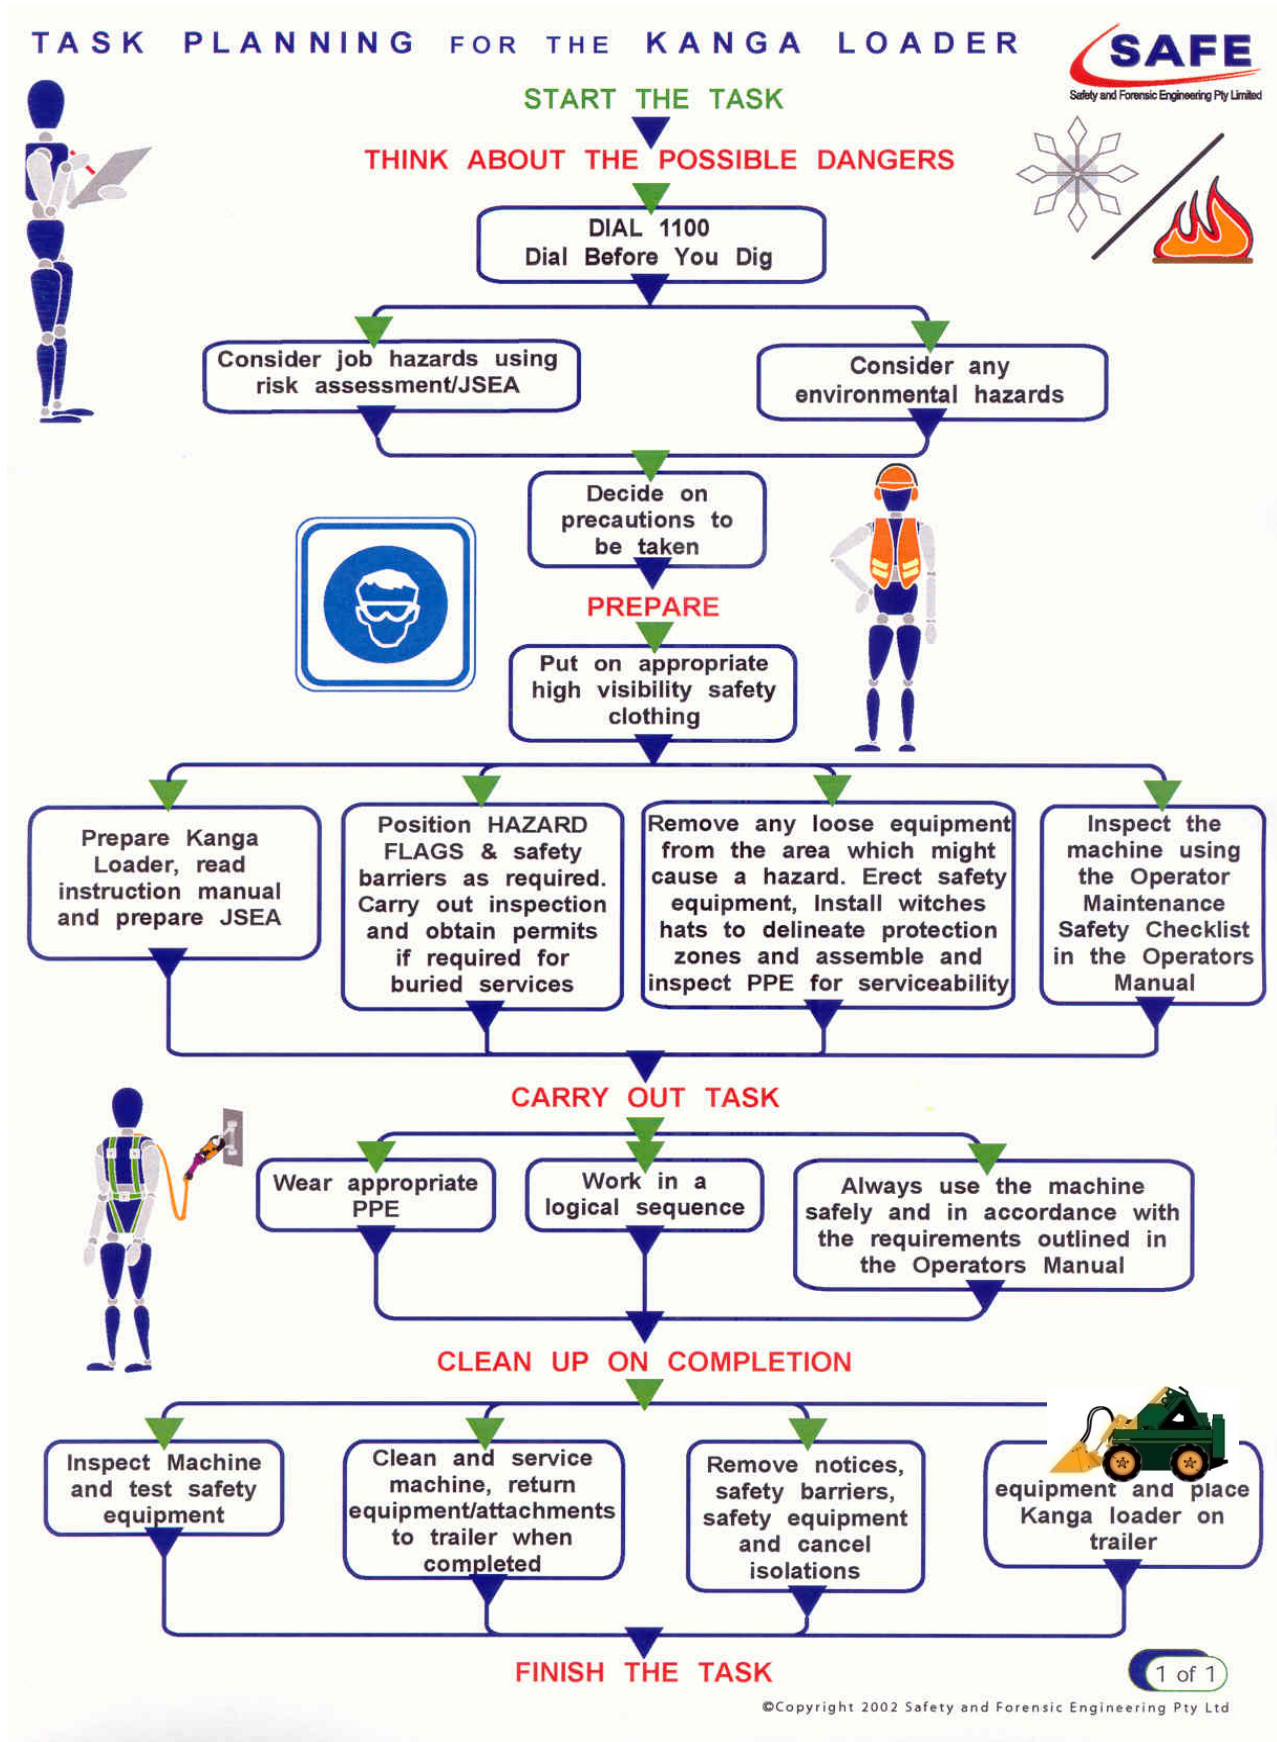 TASK PLANNING FOR THE KANGA LOADER
SAFE
Safety and Forensic Engineering Pty Limited
START THE TASK
THINK ABOUT THE POSSIBLE DANGERS
DIAL 1100
Dial Before You Dig
Consider job hazards using
risk assessment/JSEA
Consider any
environmental hazards
Decide on
precautions to
be taken
PREPARE
Put on appropriate
high visibility safety
clothing
Prepare Kanga
Loader, read
instruction manual
and prepare JSEA
Position HAZARD
FLAGS & safety
barriers as required.
Carry out inspection
and obtain permits
if required for
buried services
Remove any loose equipment
from the area which might
cause a hazard. Erect safety
equipment, Install witches
hats to delineate protection
zones and assemble and
inspect PPE for serviceability
Inspect the
machine using
the Operator
Maintenance
Safety Checklist
in the Operators
Manual
CARRY OUT TASK
Wear appropriate
PPE
Work in a
logical sequence
Always use the machine
safely and in accordance with
the requirements outlined in
the Operators Manual
CLEAN UP ON COMPLETION
Inspect Machine
and test safety
equipment
Clean and service
machine, return
equipment/attachments
to trailer when
completed
Remove notices,
safety barriers,
safety equipment
and cancel
isolations
equipment and place
Kanga loader on
trailer
FINISH THE TASK
1 of 1
©Copyright 2002 Safety and Forensic Engineering Pty Ltd